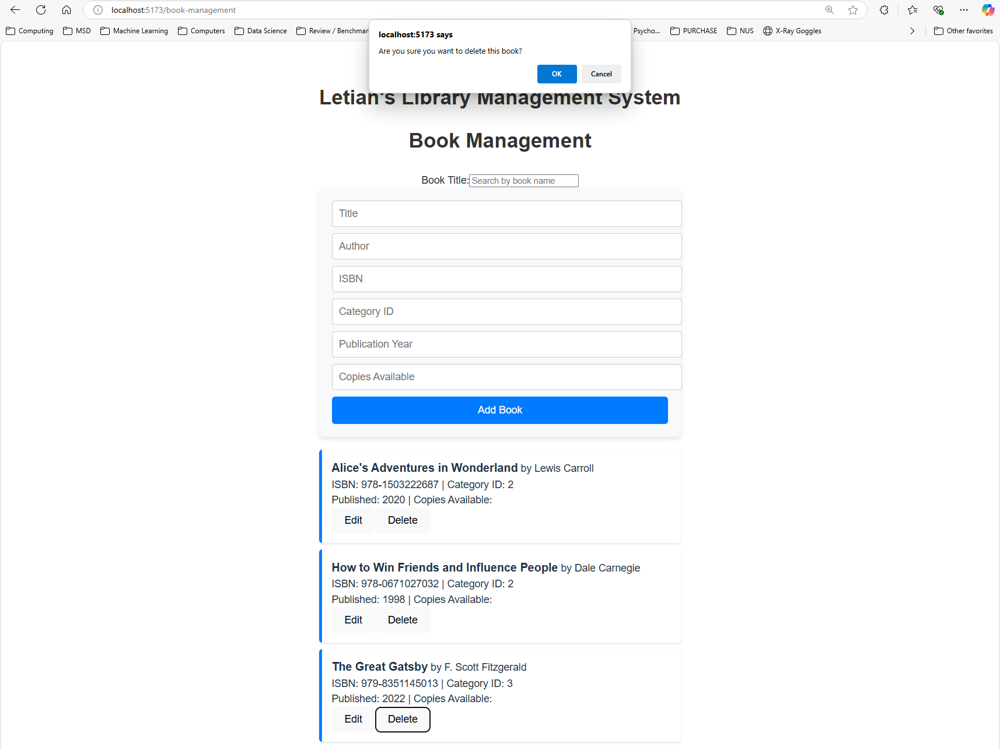 localhost:5173/book-management
Computing MSD Machine Learning Computers Data Science Review / Benchmar Psycho... PURCHASE NUS X-Ray Goggles Other favorites
localhost:5173 says
Are you sure you want to delete this book?
OK Cancel
Letian's Library Management System
Book Management
Book Title: Search by book name
Title
Author
ISBN
Category ID
Publication Year
Copies Available
Add Book
Alice's Adventures in Wonderland by Lewis Carroll
ISBN: 978-1503222687 | Category ID: 2
Published: 2020 | Copies Available:
Edit Delete
How to Win Friends and Influence People by Dale Carnegie
ISBN: 978-0671027032 | Category ID: 2
Published: 1998 | Copies Available:
Edit Delete
The Great Gatsby by F. Scott Fitzgerald
ISBN: 979-8351145013 | Category ID: 3
Published: 2022 | Copies Available:
Edit Delete